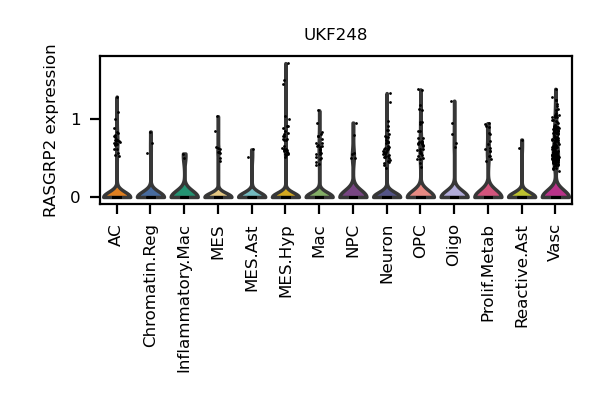 UKF248
RASGRP2 expression
1
0
AC
Chromatin.Reg
Inflammatory.Mac
MES
MES.Ast
MES.Hyp
Mac
NPC
Neuron
OPC
Oligo
Prolif.Metab
Reactive.Ast
Vasc